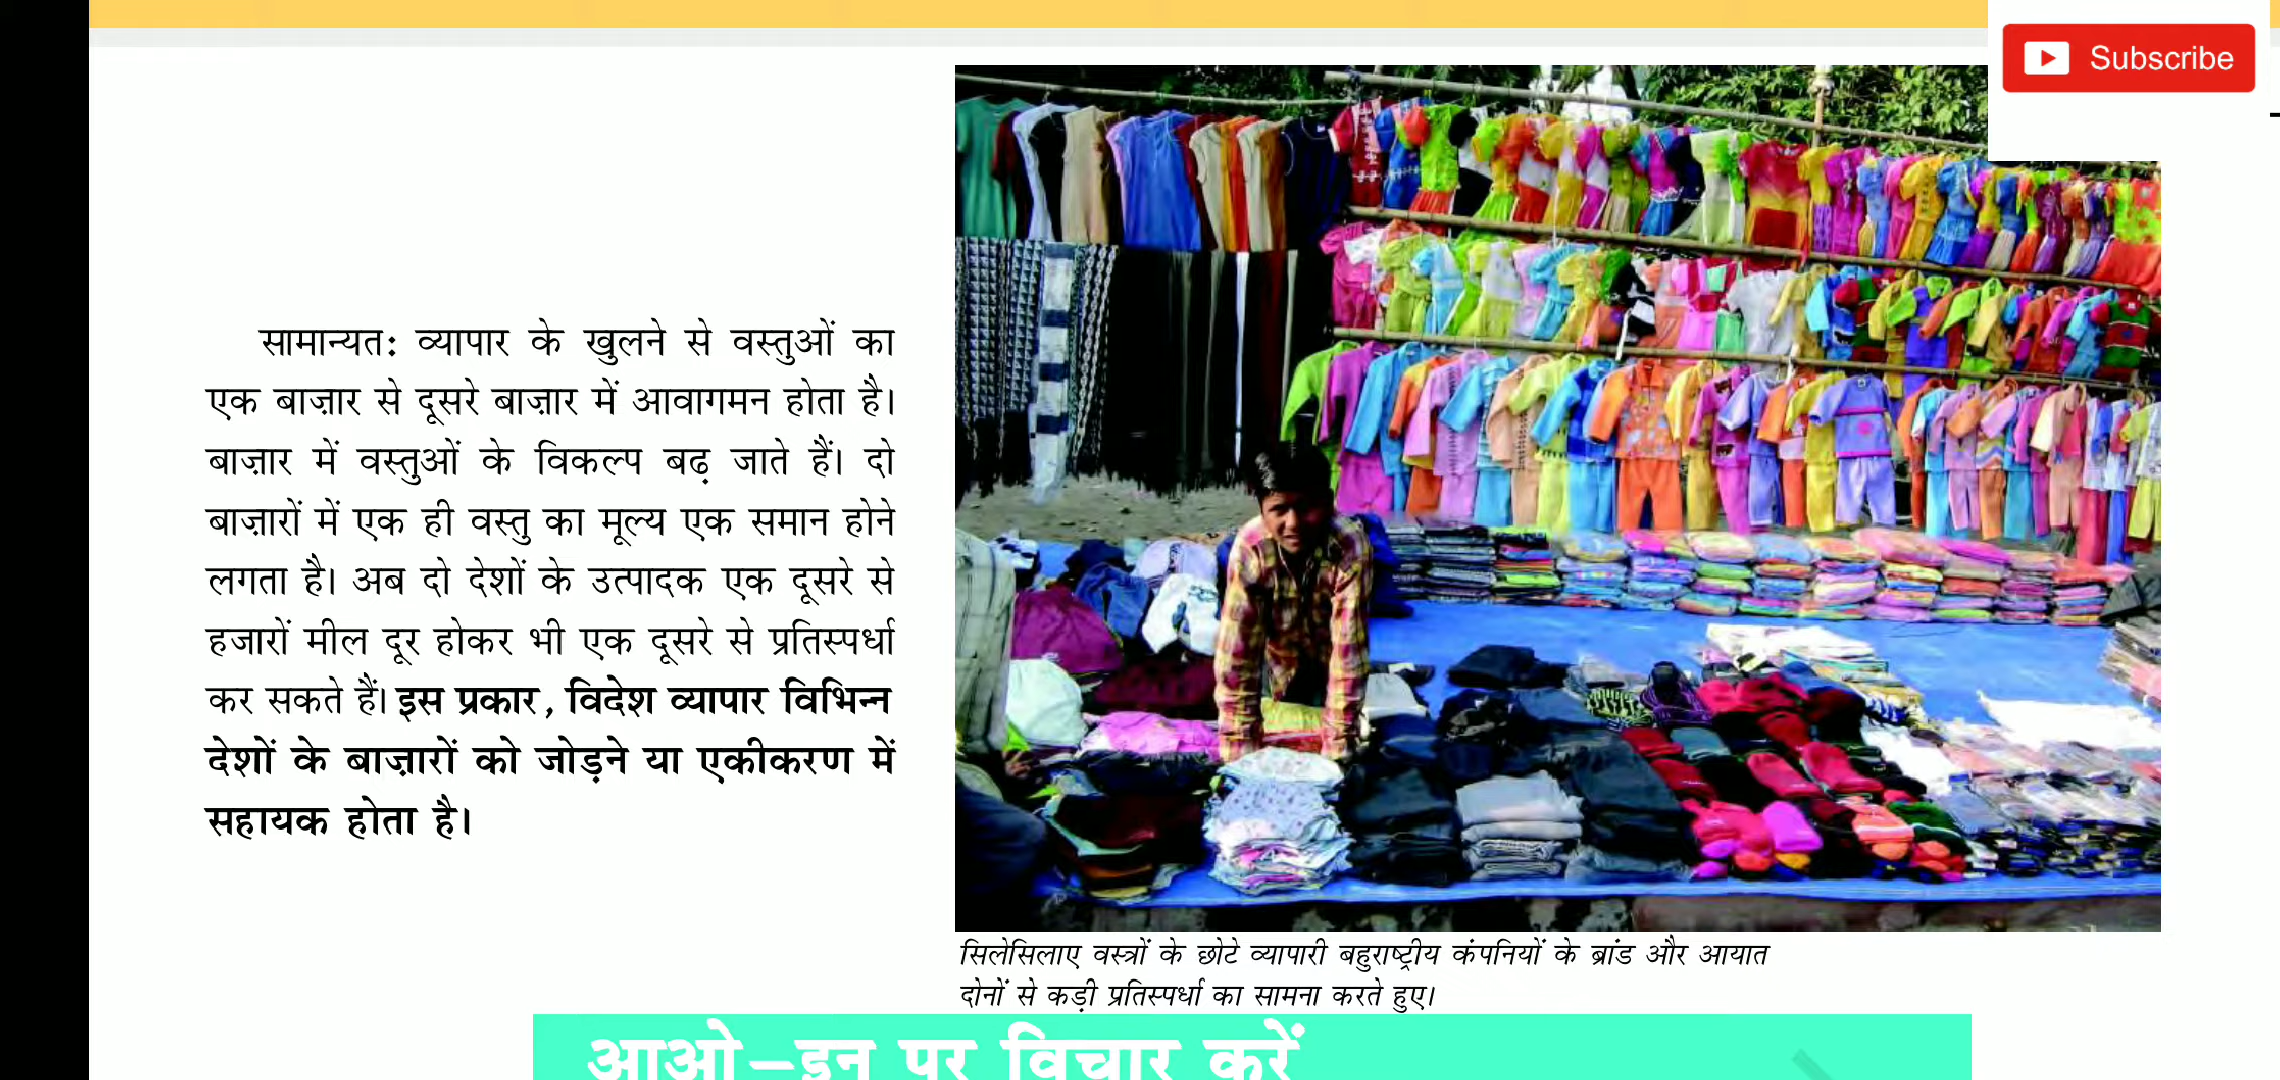 Subscribe
सामान्यत: व्यापार के खुलने से वस्तुओं का
एक बाज़ार से दूसरे बाज़ार में आवागमन होता है।
बाज़ार में वस्तुओं के विकल्प बढ़ जाते हैं। दो
बाज़ारों में एक ही वस्तु का मूल्य एक समान होने
लगता है। अब दो देशों के उत्पादक एक दूसरे से
हजारों मील दूर होकर भी एक दूसरे से प्रतिस्पर्धा
कर सकते हैं। इस प्रकार, विदेश व्यापार विभिन्न
देशों के बाज़ारों को जोड़ने या एकीकरण में
सहायक होता है।
सिलेसिलाए वस्त्रों के छोटे व्यापारी बहुराष्ट्रीय कंपनियों के ब्रांड और आयात
दोनों से कड़ी प्रतिस्पर्धा का सामना करते हुए।
आओ–इन पर विचार करें